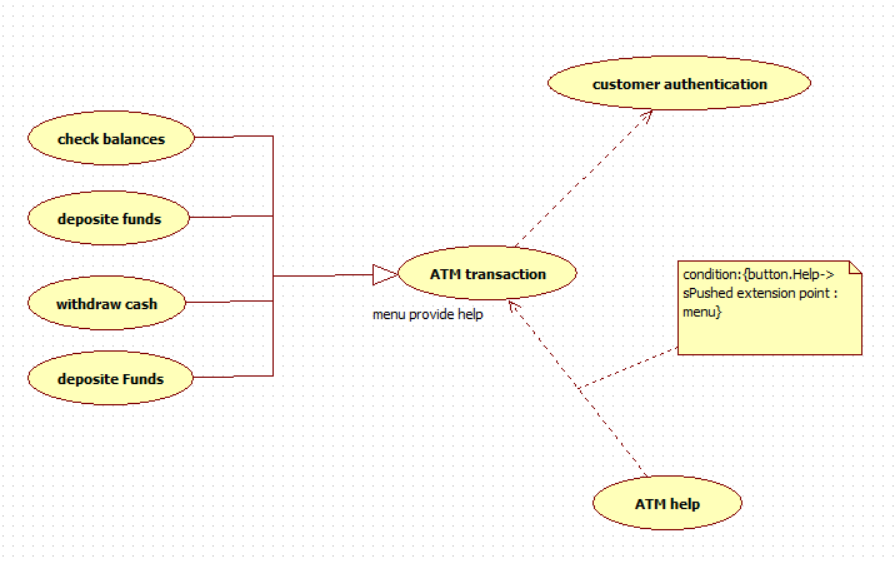 customer authentication
check balances
deposite funds
ATM transaction
condition:{button.Help->
sPushed extension point :
menu}
withdraw cash
menu provide help
deposite Funds
ATM help